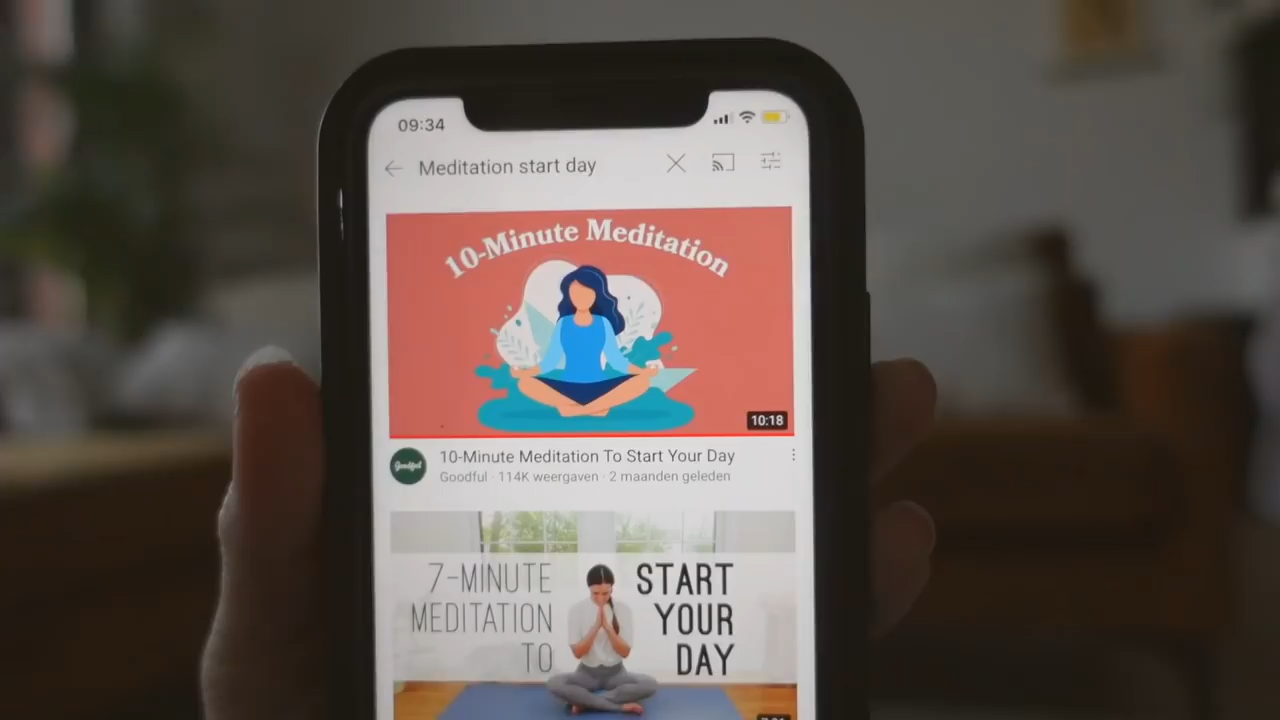 09:34
Meditation start day
10-Minute Meditation
10:18
Goodful
10-Minute Meditation To Start Your Day
Goodful · 114K weergaven · 2 maanden geleden
7-MINUTE
MEDITATION
TO
START
YOUR
DAY